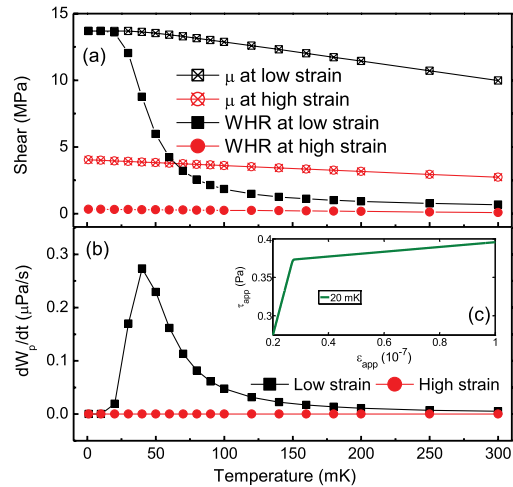 15
10
5
0
Shear (MPa)
(a)
μ at low strain
μ at high strain
WHR at low strain
WHR at high strain
0.3
0.2
0.1
0.0
dWp/dt (μPa/s)
(b)
0.4
0.35
0.3
τapp (Pa)
20 mK
(c)
0.2 0.4 0.6 0.8 1
εapp (10⁻⁷)
Low strain High strain
0 50 100 150 200 250 300
Temperature (mK)